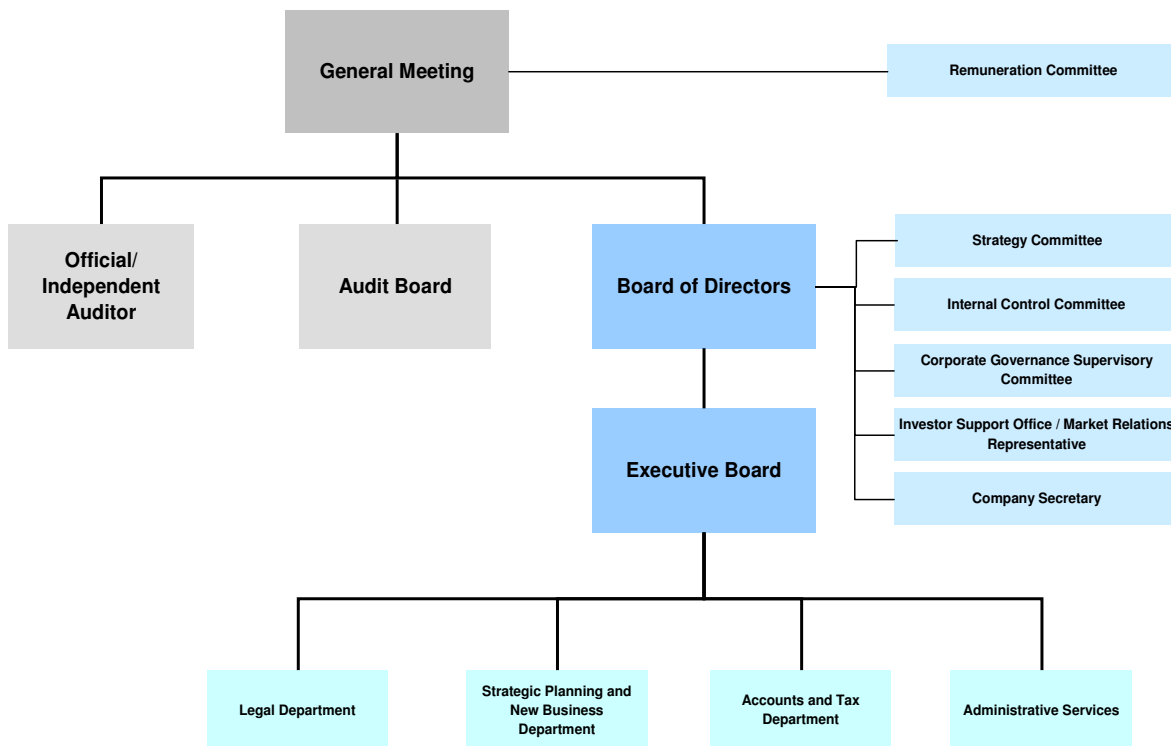 General Meeting
Remuneration Committee
Official/
Independent
Auditor
Audit Board
Board of Directors
Strategy Committee
Internal Control Committee
Corporate Governance Supervisory
Committee
Investor Support Office / Market Relations
Representative
Company Secretary
Executive Board
Legal Department
Strategic Planning and
New Business
Department
Accounts and Tax
Department
Administrative Services